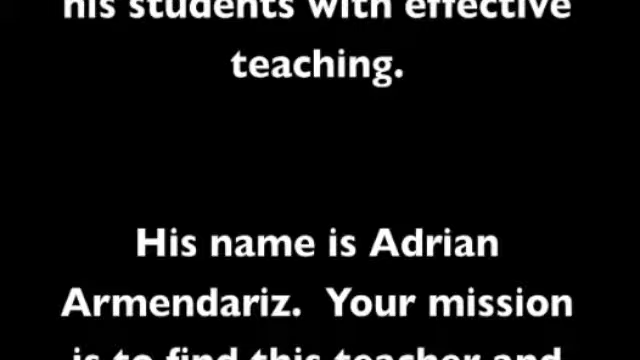 his students with effective
teaching.
His name is Adrian
Armendariz.  Your mission
is to find this teacher and